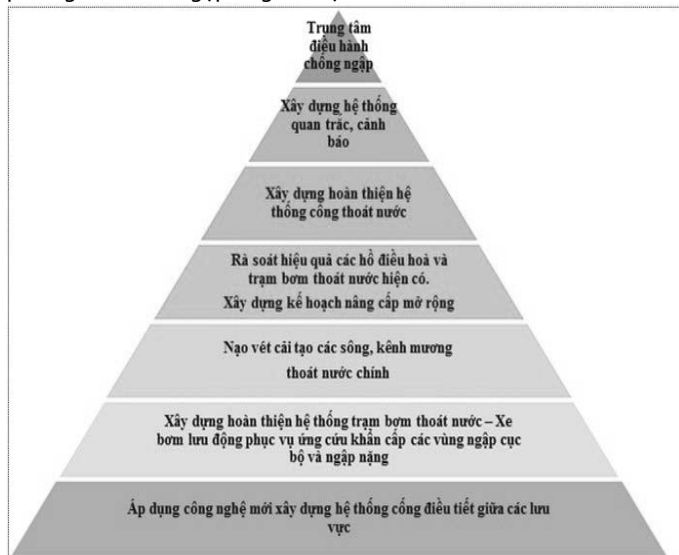 Trung tâm
điều hành
chống ngập
Xây dựng hệ thống
quan trắc, cảnh
báo
Xây dựng hoàn thiện hệ
thống cống thoát nước
Rà soát hiệu quả các hồ điều hoà và
trạm bơm thoát nước hiện có.
Xây dựng kế hoạch nâng cấp mở rộng
Nạo vét cải tạo các sông, kênh mương
thoát nước chính
Xây dựng hoàn thiện hệ thống trạm bơm thoát nước – Xe
bơm lưu động phục vụ ứng cứu khẩn cấp các vùng ngập cục
bộ và ngập nặng
Áp dụng công nghệ mới xây dựng hệ thống cống điều tiết giữa các lưu
vực